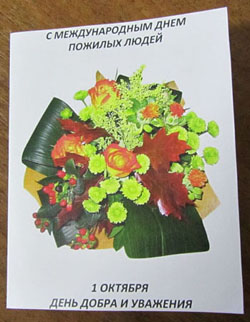 С МЕЖДУНАРОДНЫМ ДНЕМ
ПОЖИЛЫХ ЛЮДЕЙ
1 ОКТЯБРЯ
ДЕНЬ ДОБРА И УВАЖЕНИЯ